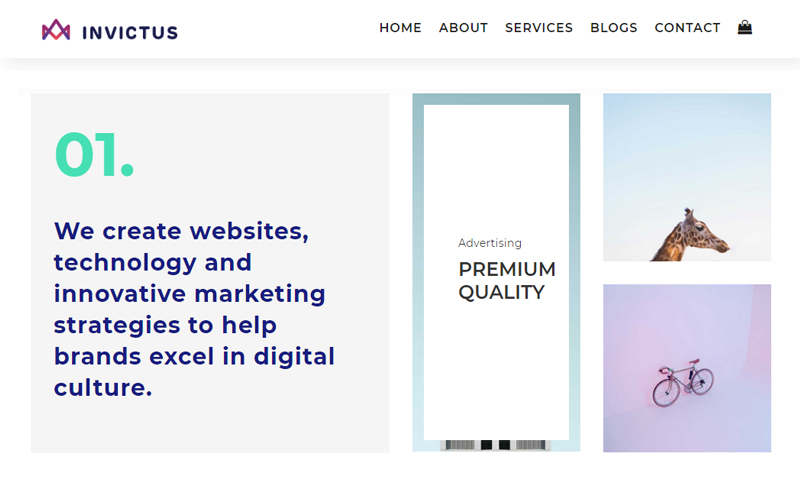 INVICTUS
HOME ABOUT SERVICES BLOGS CONTACT
01.
We create websites,
technology and
innovative marketing
strategies to help
brands excel in digital
culture.
Advertising
PREMIUM
QUALITY